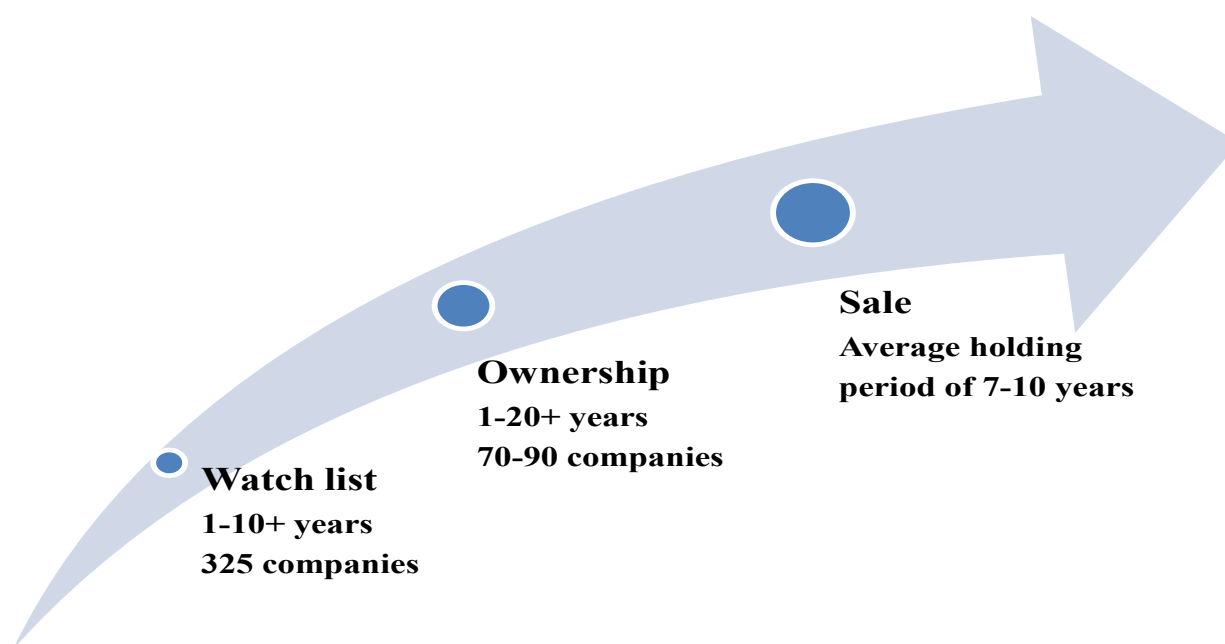 Watch list
1-10+ years
325 companies
Ownership
1-20+ years
70-90 companies
Sale
Average holding
period of 7-10 years